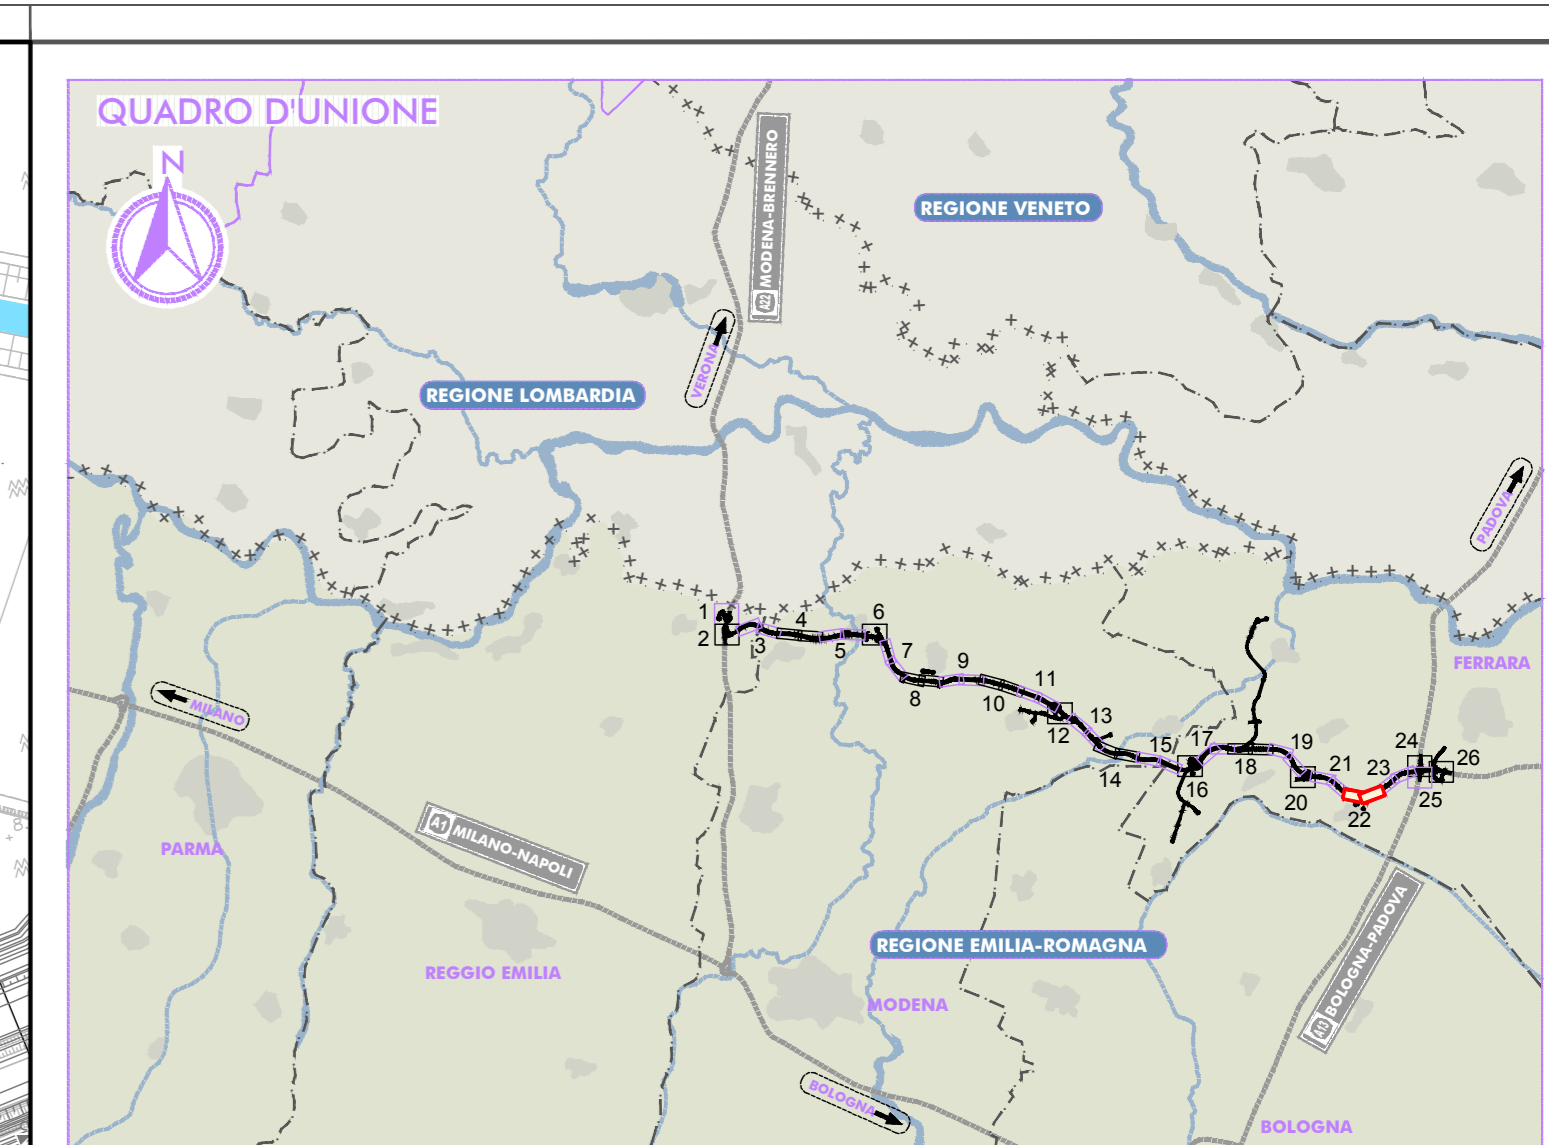 QUADRO D'UNIONE
N
A22 MODENA-BRENNERO
REGIONE VENETO
VERONA
REGIONE LOMBARDIA
PADOVA
1
2
3
4
5
6
7
8
9
10
11
12
13
14
15
16
17
18
19
20
21
22
23
24
25
26
FERRARA
MILANO
A1 MILANO-NAPOLI
PARMA
REGIONE EMILIA-ROMAGNA
REGGIO EMILIA
MODENA
A13 BOLOGNA-PADOVA
BOLOGNA
BOLOGNA
8